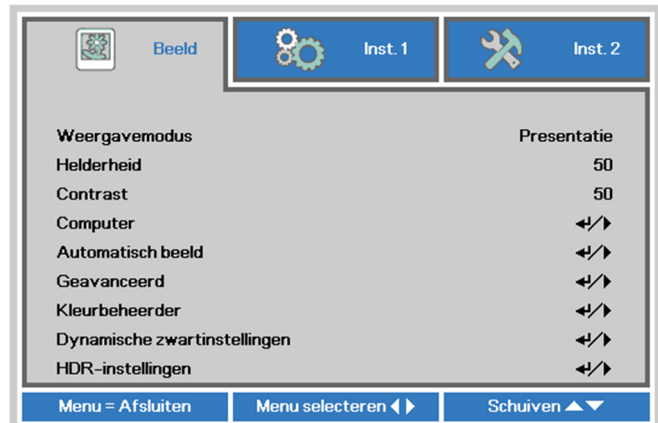 Beeld Inst. 1 Inst. 2
Weergavemodus Presentatie
Helderheid 50
Contrast 50
Computer ↵/▶
Automatisch beeld ↵/▶
Geavanceerd ↵/▶
Kleurbeheerder ↵/▶
Dynamische zwartinstellingen ↵/▶
HDR-instellingen ↵/▶
Menu = Afsluiten Menu selecteren ◀▶ Schuiven ▲▼